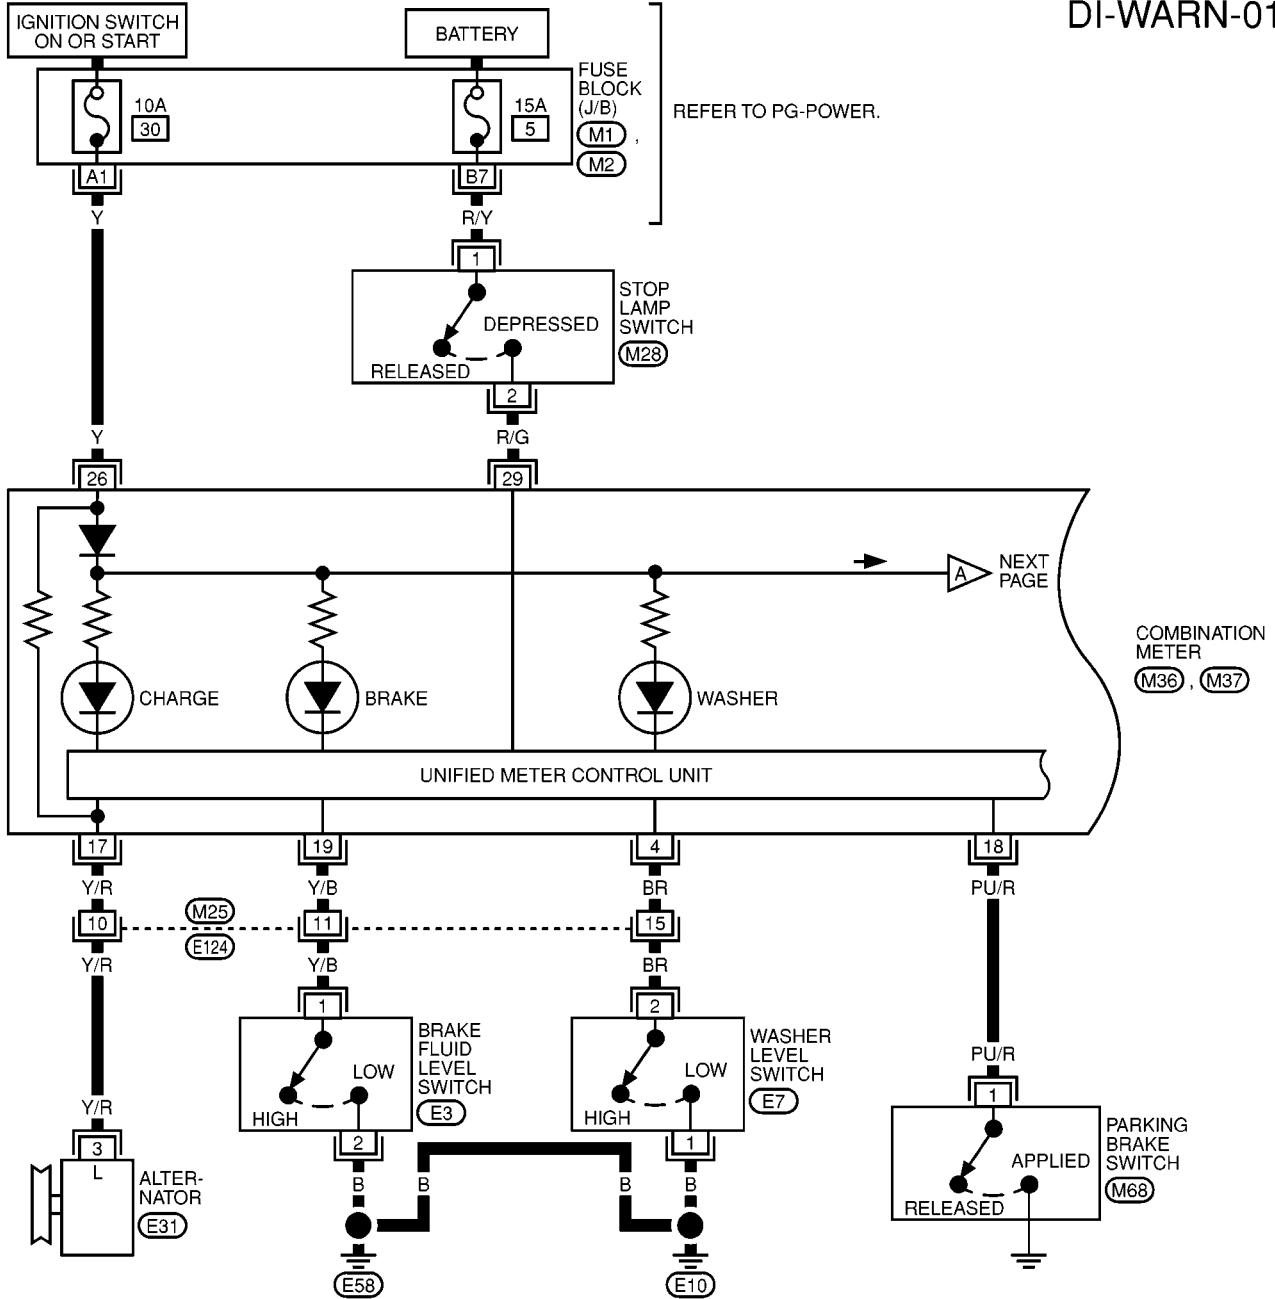 DI-WARN-01
IGNITION SWITCH
ON OR START
BATTERY
10A
30
15A
5
FUSE
BLOCK
(J/B)
M1 ,
M2
REFER TO PG-POWER.
A1
B7
Y
R/Y
1
STOP
LAMP
SWITCH
M28
DEPRESSED
RELEASED
2
Y
R/G
26
29
A
NEXT
PAGE
COMBINATION
METER
M36 , M37
CHARGE
BRAKE
WASHER
UNIFIED METER CONTROL UNIT
17
19
4
18
Y/R
Y/B
BR
PU/R
10
M25
E124
11
15
Y/R
Y/B
BR
1
BRAKE
FLUID
LEVEL
SWITCH
E3
LOW
HIGH
2
2
WASHER
LEVEL
SWITCH
E7
LOW
HIGH
1
PU/R
1
PARKING
BRAKE
SWITCH
M68
APPLIED
RELEASED
Y/R
3
L
ALTER-
NATOR
E31
B
B
B
B
E58
E10